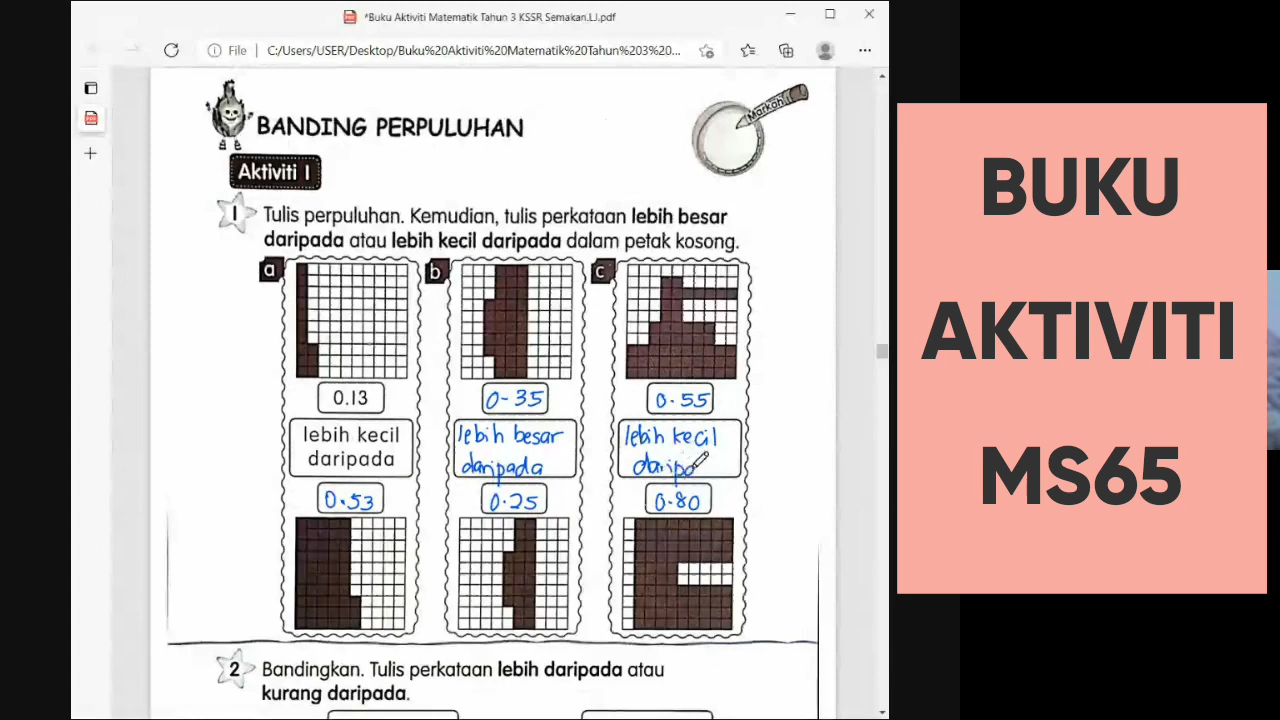 *Buku Aktiviti Matematik Tahun 3 KSSR Semakan.LJ.pdf
File | C:/Users/USER/Desktop/Buku%20Aktiviti%20Matematik%20Tahun%203%20...
Markah
BANDING PERPULUHAN
Aktiviti 1
1 Tulis perpuluhan. Kemudian, tulis perkataan lebih besar
daripada atau lebih kecil daripada dalam petak kosong.
a
0.13
lebih kecil
daripada
0.53
b
0-35
lebih besar
daripada
0.25
c
0.55
lebih kecil
daripa
0.80
2 Bandingkan. Tulis perkataan lebih daripada atau
kurang daripada.
BUKU
AKTIVITI
MS65